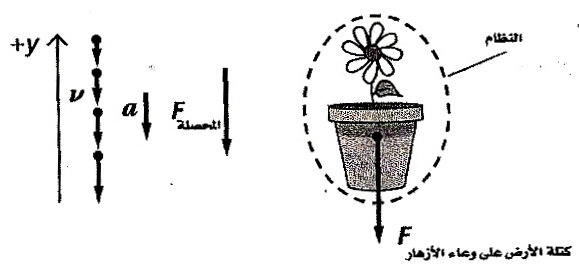 +y
v
a
F
المحصلة
النظام
F
كتلة الأرض على وعاء الأزهار